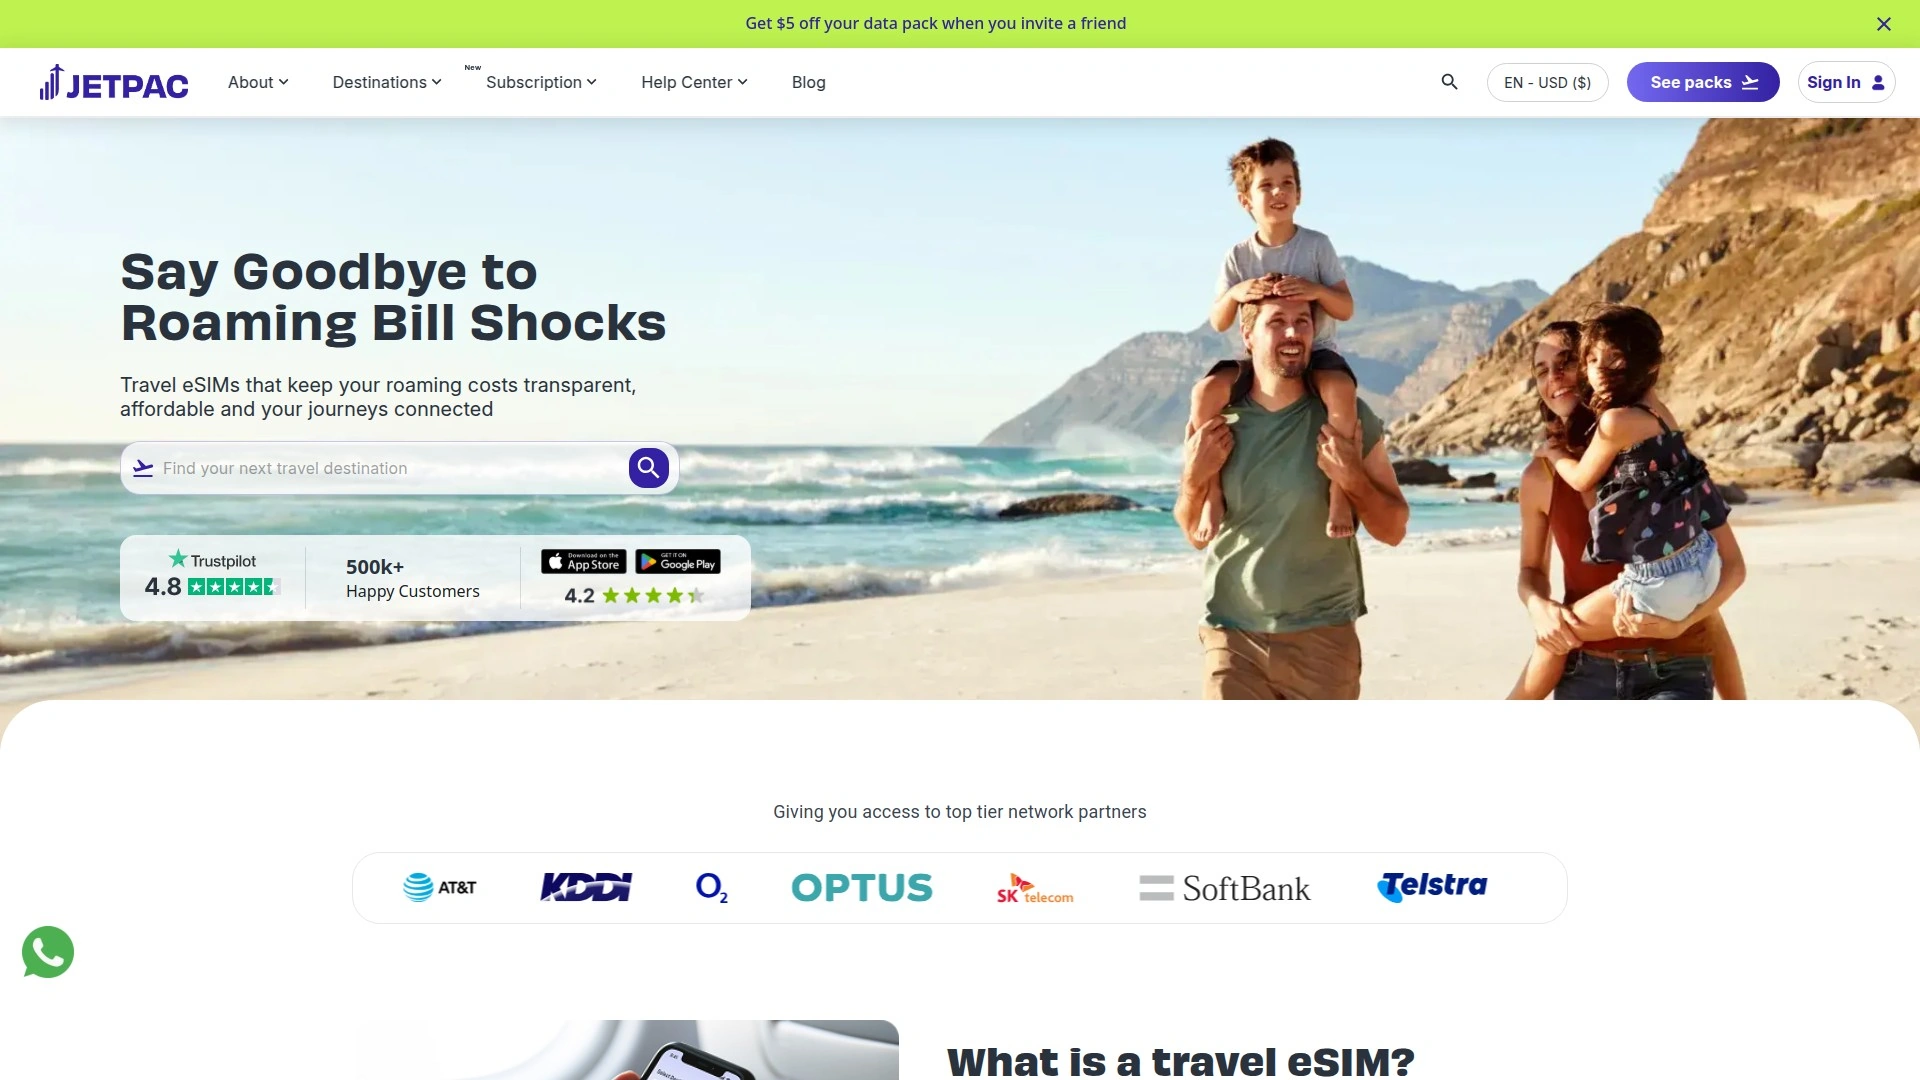 Get $5 off your data pack when you invite a friend
JETPAC
About
Destinations
New
Subscription
Help Center
Blog
EN - USD ($)
See packs
Sign In
Say Goodbye to
Roaming Bill Shocks
Travel eSIMs that keep your roaming costs transparent,
affordable and your journeys connected
Find your next travel destination
Trustpilot
4.8
500k+
Happy Customers
Download on the
App Store
GET IT ON
Google Play
4.2
Giving you access to top tier network partners
AT&T
KDDI
O2
OPTUS
SK telecom
SoftBank
Telstra
What is a travel eSIM?